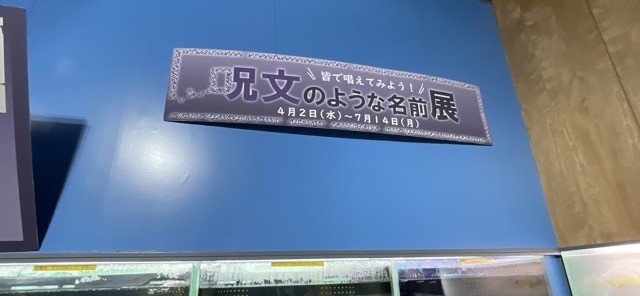 皆で唱えてみよう！
呪文のような名前展
4月2日(水)～7月14日(月)